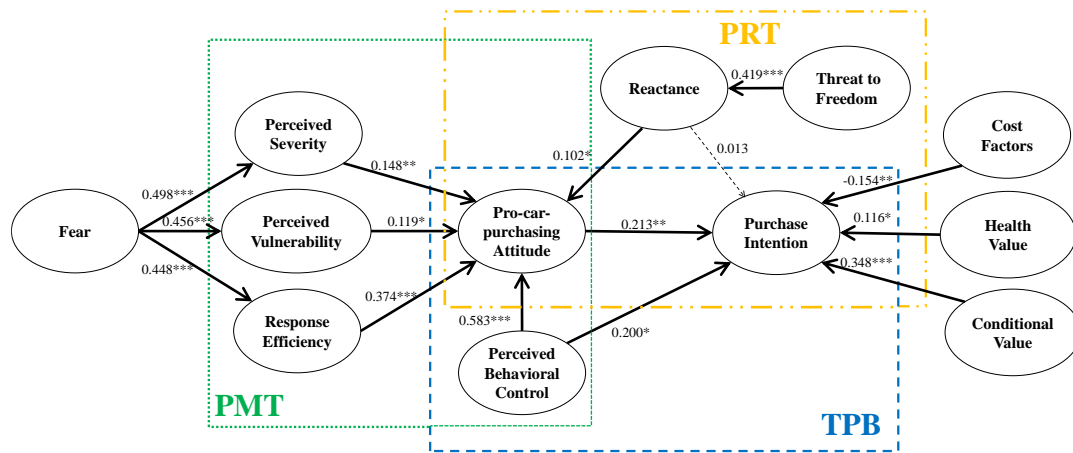 PRT
Reactance
0.419***
Threat to
Freedom
Perceived
Severity
Cost
Factors
0.148**
0.102*
0.013
-0.154**
0.498***
Fear
0.456***
Perceived
Vulnerability
0.119*
Pro-car-
purchasing
Attitude
0.213**
Purchase
Intention
0.116*
Health
Value
0.448***
0.348***
Response
Efficiency
0.374***
0.583***
0.200*
Conditional
Value
Perceived
Behavioral
Control
PMT
TPB